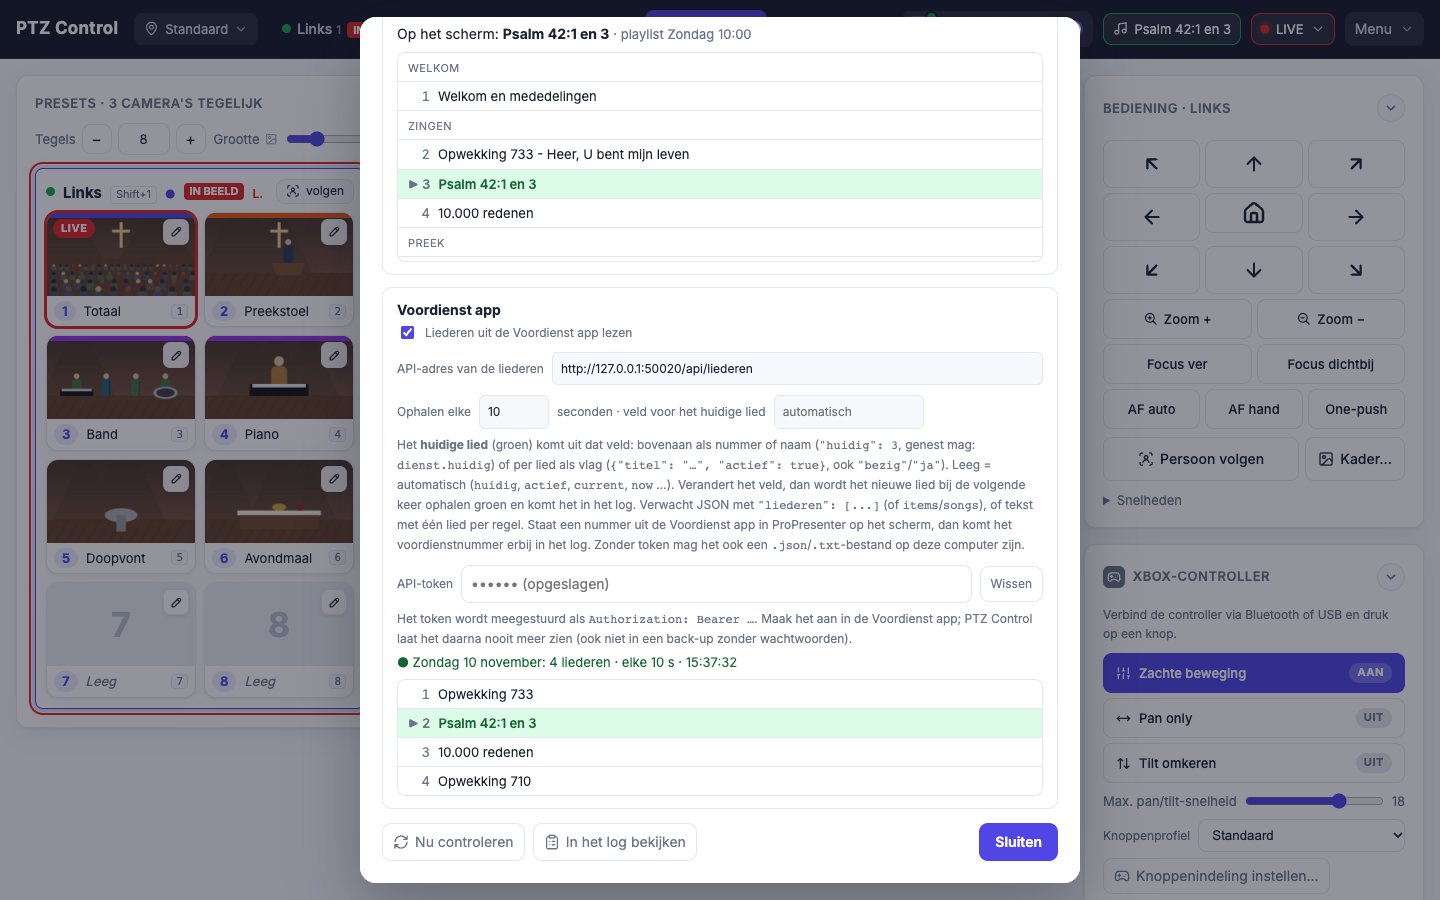 PTZ Control
Standaard
Links 1
Psalm 42:1 en 3
LIVE
Menu
PRESETS · 3 CAMERA'S TEGELIJK
Tegels
−
8
+
Grootte
Links
Shift+1
IN BEELD
L.
volgen
LIVE
1 Totaal 1
2 Preekstoel 2
3 Band 3
4 Piano 4
5 Doopvont 5
6 Avondmaal 6
7
8
7 Leeg 7
8 Leeg 8
Op het scherm: Psalm 42:1 en 3 · playlist Zondag 10:00
WELKOM
1 Welkom en mededelingen
ZINGEN
2 Opwekking 733 - Heer, U bent mijn leven
▶ 3 Psalm 42:1 en 3
4 10.000 redenen
PREEK
Voordienst app
Liederen uit de Voordienst app lezen
API-adres van de liederen http://127.0.0.1:50020/api/liederen
Ophalen elke 10 seconden · veld voor het huidige lied automatisch
Het huidige lied (groen) komt uit dat veld: bovenaan als nummer of naam ("huidig": 3, genest mag:
dienst.huidig) of per lied als vlag ({"titel": "…", "actief": true}, ook "bezig"/"ja"). Leeg =
automatisch (huidig, actief, current, now …). Verandert het veld, dan wordt het nieuwe lied bij de volgende
keer ophalen groen en komt het in het log. Verwacht JSON met "liederen": [...] (of items/songs), of tekst
met één lied per regel. Staat een nummer uit de Voordienst app in ProPresenter op het scherm, dan komt het
voordienstnummer erbij in het log. Zonder token mag het ook een .json/.txt-bestand op deze computer zijn.
API-token •••••• (opgeslagen) Wissen
Het token wordt meegestuurd als Authorization: Bearer …. Maak het aan in de Voordienst app; PTZ Control
laat het daarna nooit meer zien (ook niet in een back-up zonder wachtwoorden).
Zondag 10 november: 4 liederen · elke 10 s · 15:37:32
1 Opwekking 733
▶ 2 Psalm 42:1 en 3
3 10.000 redenen
4 Opwekking 710
Nu controleren
In het log bekijken
Sluiten
BEDIENING · LINKS
Zoom +
Zoom −
Focus ver
Focus dichtbij
AF auto
AF hand
One-push
Persoon volgen
Kader...
Snelheden
XBOX-CONTROLLER
Verbind de controller via Bluetooth of USB en druk
op een knop.
Zachte beweging AAN
Pan only UIT
Tilt omkeren UIT
Max. pan/tilt-snelheid 18
Knoppenprofiel Standaard
Knoppenindeling instellen...